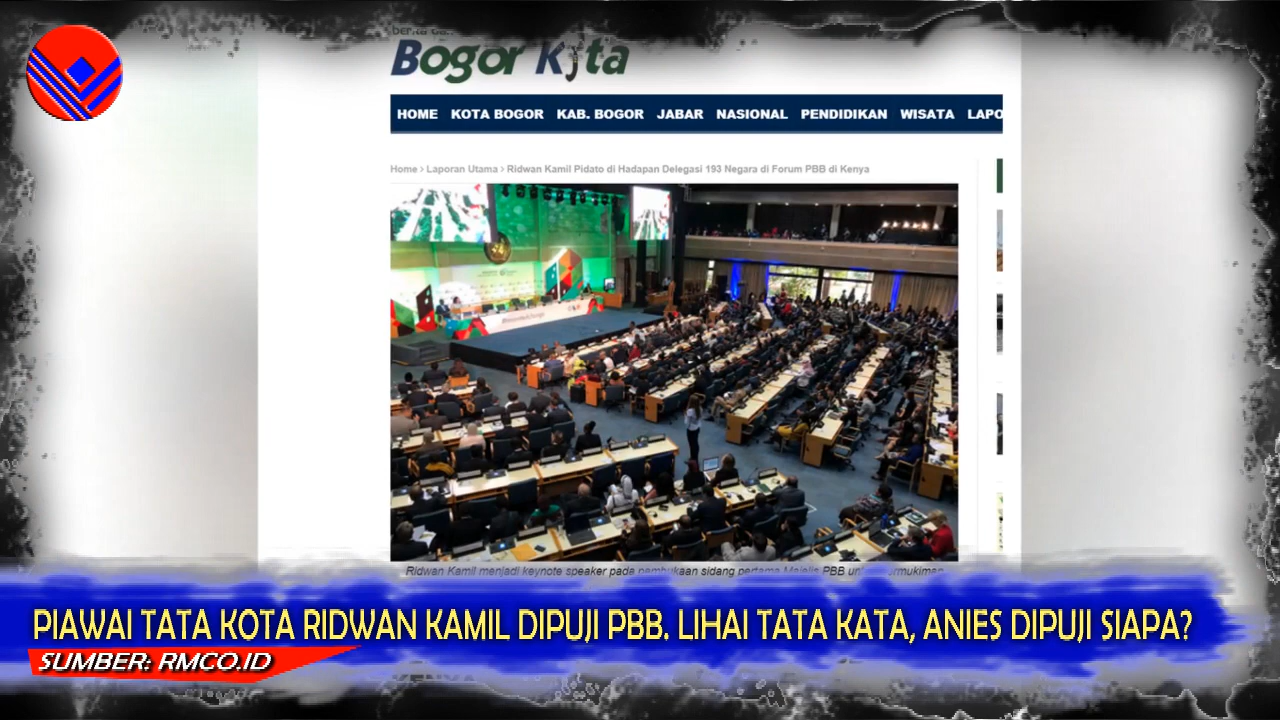 Bogor Kita
HOME KOTA BOGOR KAB. BOGOR JABAR NASIONAL PENDIDIKAN WISATA LAPO
Home > Laporan Utama > Ridwan Kamil Pidato di Hadapan Delegasi 193 Negara di Forum PBB di Kenya
Ridwan Kamil menjadi keynote speaker pada pembukaan sidang pertama Majelis PBB
PIAWAI TATA KOTA RIDWAN KAMIL DIPUJI PBB. LIHAI TATA KATA, ANIES DIPUJI SIAPA?
SUMBER: RMCO.ID